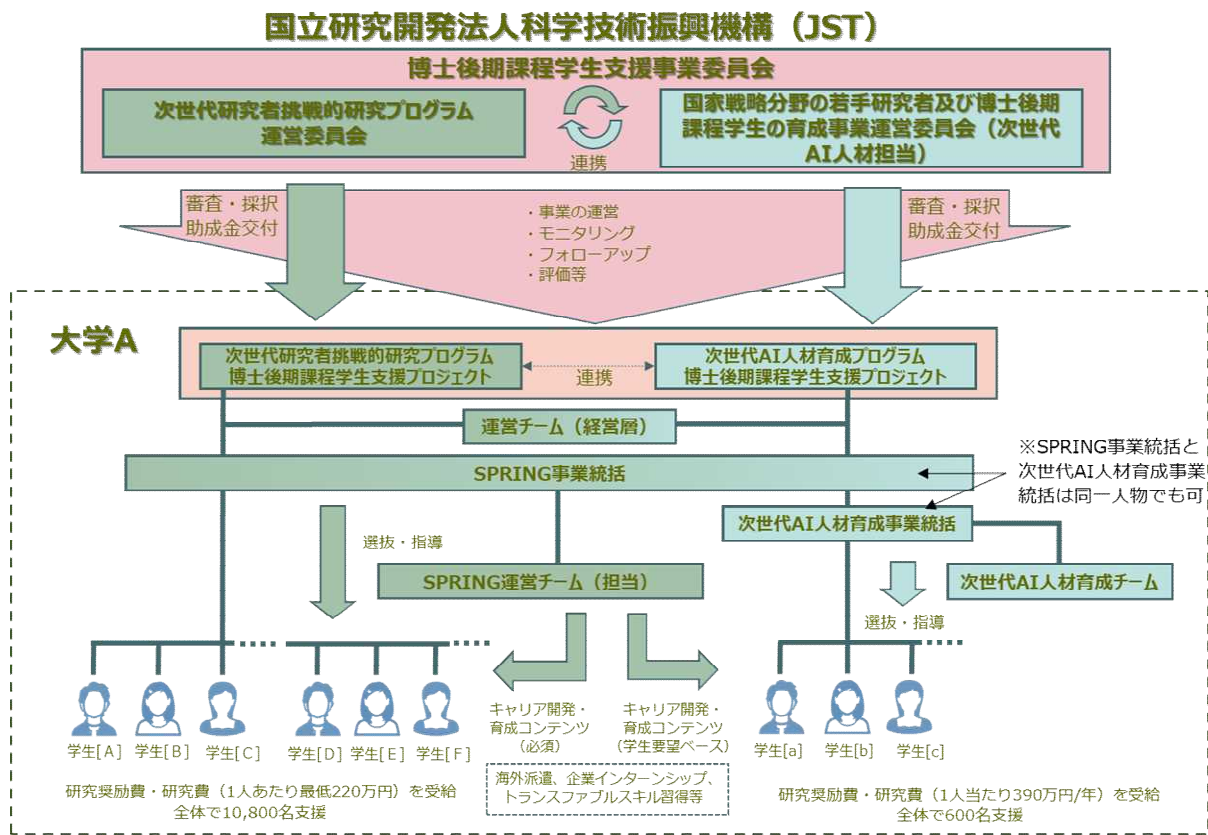 国立研究開発法人科学技術振興機構（JST）
博士後期課程学生支援事業委員会
次世代研究者挑戦的研究プログラム
運営委員会
連携
国家戦略分野の若手研究者及び博士後期
課程学生の育成事業運営委員会（次世代
AI人材担当）
審査・採択
助成金交付
・事業の運営
・モニタリング
・フォローアップ
・評価等
審査・採択
助成金交付
大学A
次世代研究者挑戦的研究プログラム
博士後期課程学生支援プロジェクト
連携
次世代AI人材育成プログラム
博士後期課程学生支援プロジェクト
運営チーム（経営層）
※SPRING事業統括と
次世代AI人材育成事業
統括は同一人物でも可
SPRING事業統括
次世代AI人材育成事業統括
選抜・指導
SPRING運営チーム（担当）
次世代AI人材育成チーム
選抜・指導
学生[A]
学生[B]
学生[C]
学生[D]
学生[E]
学生[F]
キャリア開発・
育成コンテンツ
（必須）
キャリア開発・
育成コンテンツ
（学生要望ベース）
学生[a]
学生[b]
学生[c]
海外派遣、企業インターンシップ、
トランスファブルスキル習得等
研究奨励費・研究費（1人あたり最低220万円）を受給
全体で10,800名支援
研究奨励費・研究費（1人当たり390万円/年）を受給
全体で600名支援